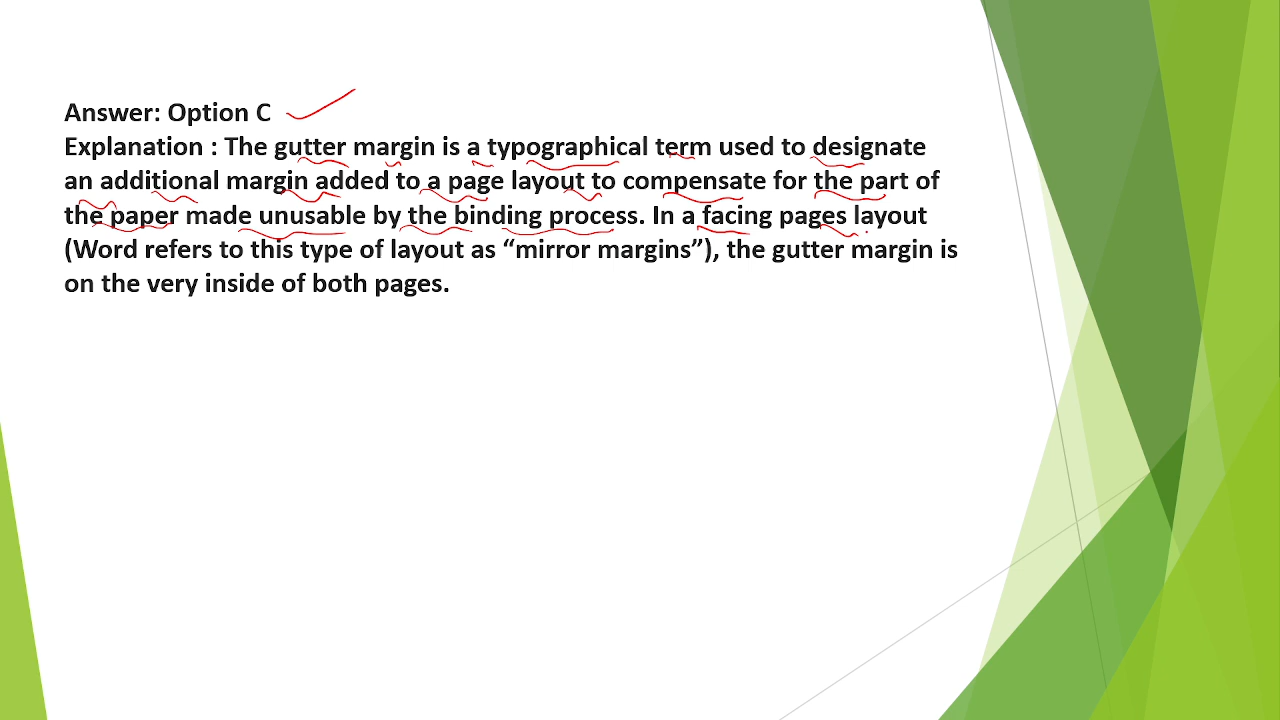 Answer: Option C
Explanation : The gutter margin is a typographical term used to designate
an additional margin added to a page layout to compensate for the part of
the paper made unusable by the binding process. In a facing pages layout
(Word refers to this type of layout as “mirror margins”), the gutter margin is
on the very inside of both pages.